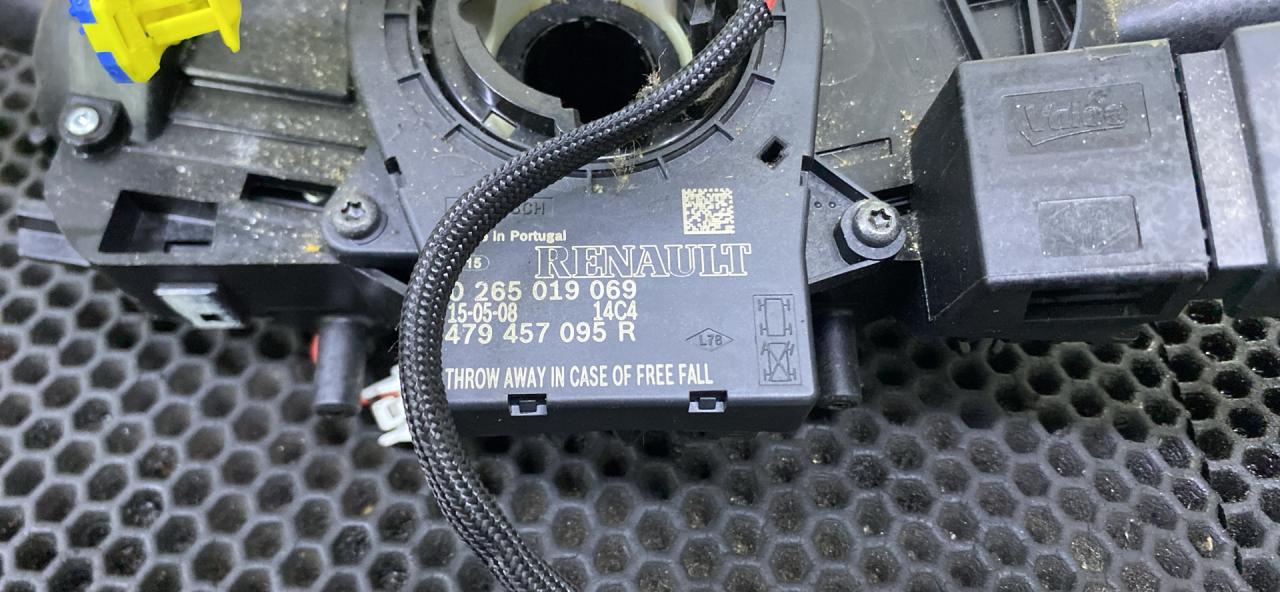 Valeo
in Portugal
15
RENAULT
0 265 019 069
15-05-08 14C4
479 457 095 R
L78
THROW AWAY IN CASE OF FREE FALL